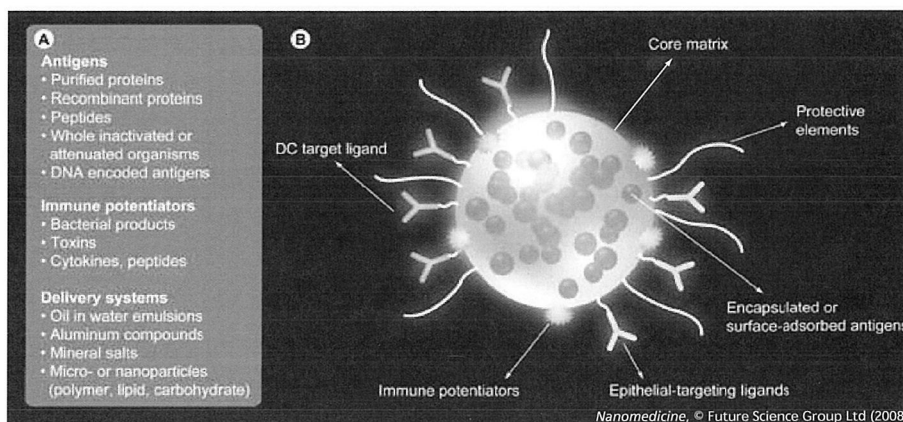 A
Antigens
• Purified proteins
• Recombinant proteins
• Peptides
• Whole inactivated or
attenuated organisms
• DNA encoded antigens
Immune potentiators
• Bacterial products
• Toxins
• Cytokines, peptides
Delivery systems
• Oil in water emulsions
• Aluminum compounds
• Mineral salts
• Micro- or nanoparticles
(polymer, lipid, carbohydrate)
B
Core matrix
Protective
elements
DC target ligand
Encapsulated or
surface-adsorbed antigens
Immune potentiators
Epithelial-targeting ligands
Nanomedicine, © Future Science Group Ltd (2008